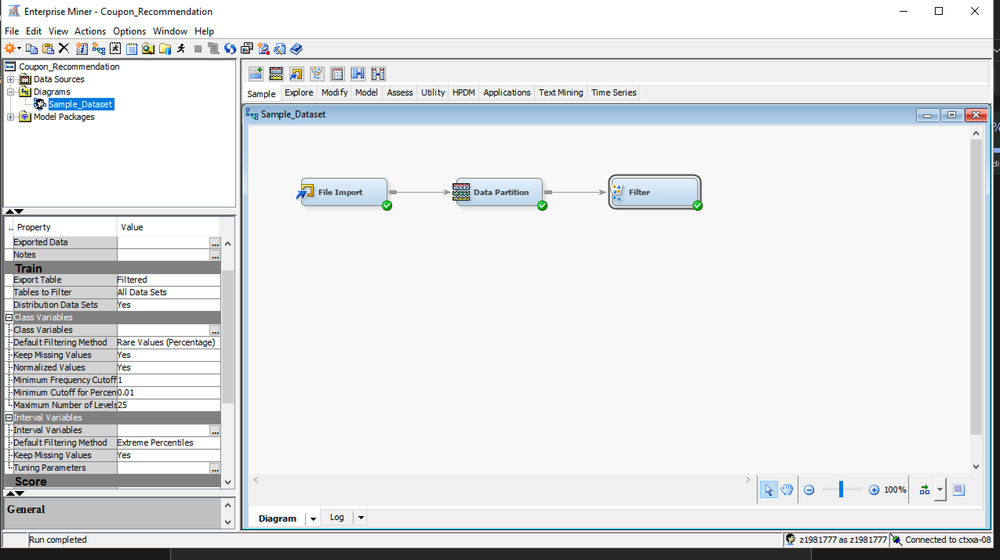 Enterprise Miner - Coupon_Recommendation
File Edit View Actions Options Window Help
Coupon_Recommendation
Data Sources
Diagrams
Sample_Dataset
Model Packages
Sample Explore Modify Model Assess Utility HPDM Applications Text Mining Time Series
Sample_Dataset
File Import
Data Partition
Filter
.. Property Value
Exported Data ...
Notes ...
Train
Export Table Filtered
Tables to Filter All Data Sets
Distribution Data Sets Yes
Class Variables
Class Variables ...
Default Filtering Method Rare Values (Percentage)
Keep Missing Values Yes
Normalized Values Yes
Minimum Frequency Cutoff 1
Minimum Cutoff for Percen 0.01
Maximum Number of Levels 25
Interval Variables
Interval Variables ...
Default Filtering Method Extreme Percentiles
Keep Missing Values Yes
Tuning Parameters ...
Score
General
100%
Diagram Log
Run completed
z1981777 as z1981777 Connected to ctxxa-08
%